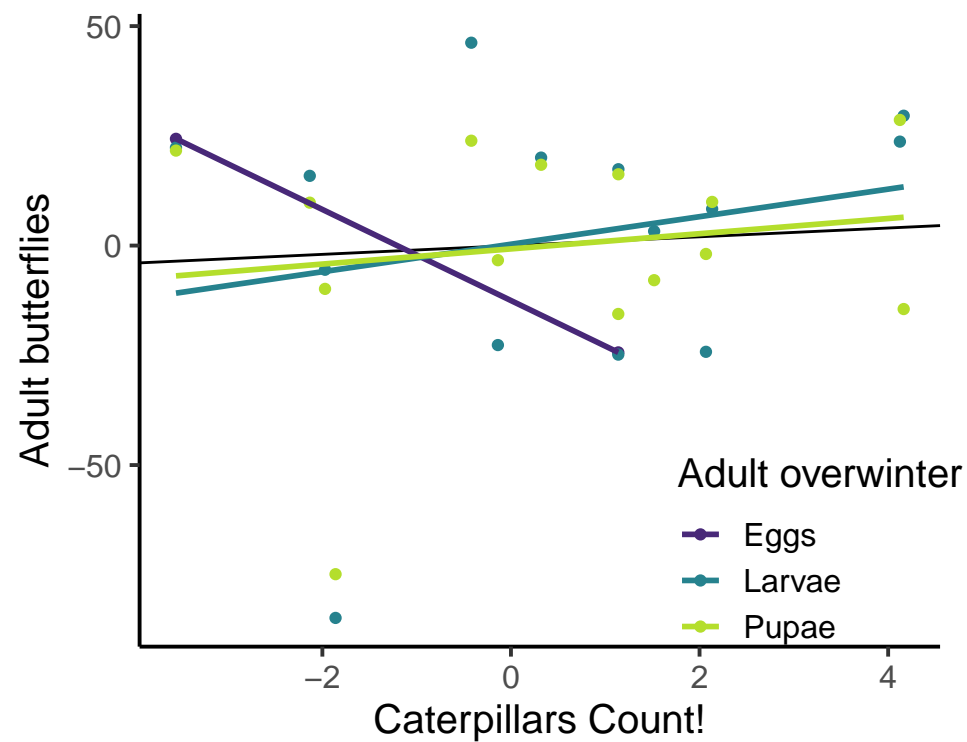 Adult butterflies
50
0
−50
−2
0
2
4
Caterpillars Count!
Adult overwinter
Eggs
Larvae
Pupae